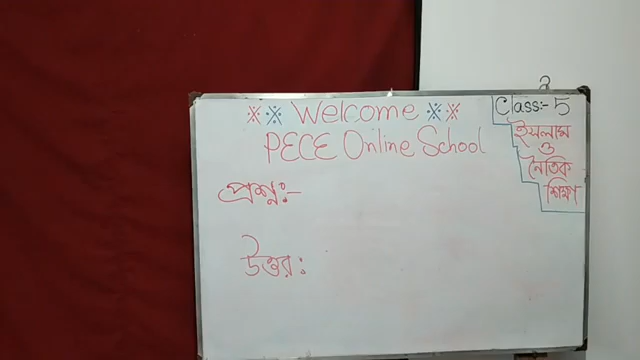 ※ ※ Welcome ※ ※
PECE Online School
Class:- 5
ইসলাম
ও
নৈতিক
শিক্ষা
প্রশ্ন:-
উত্তর: